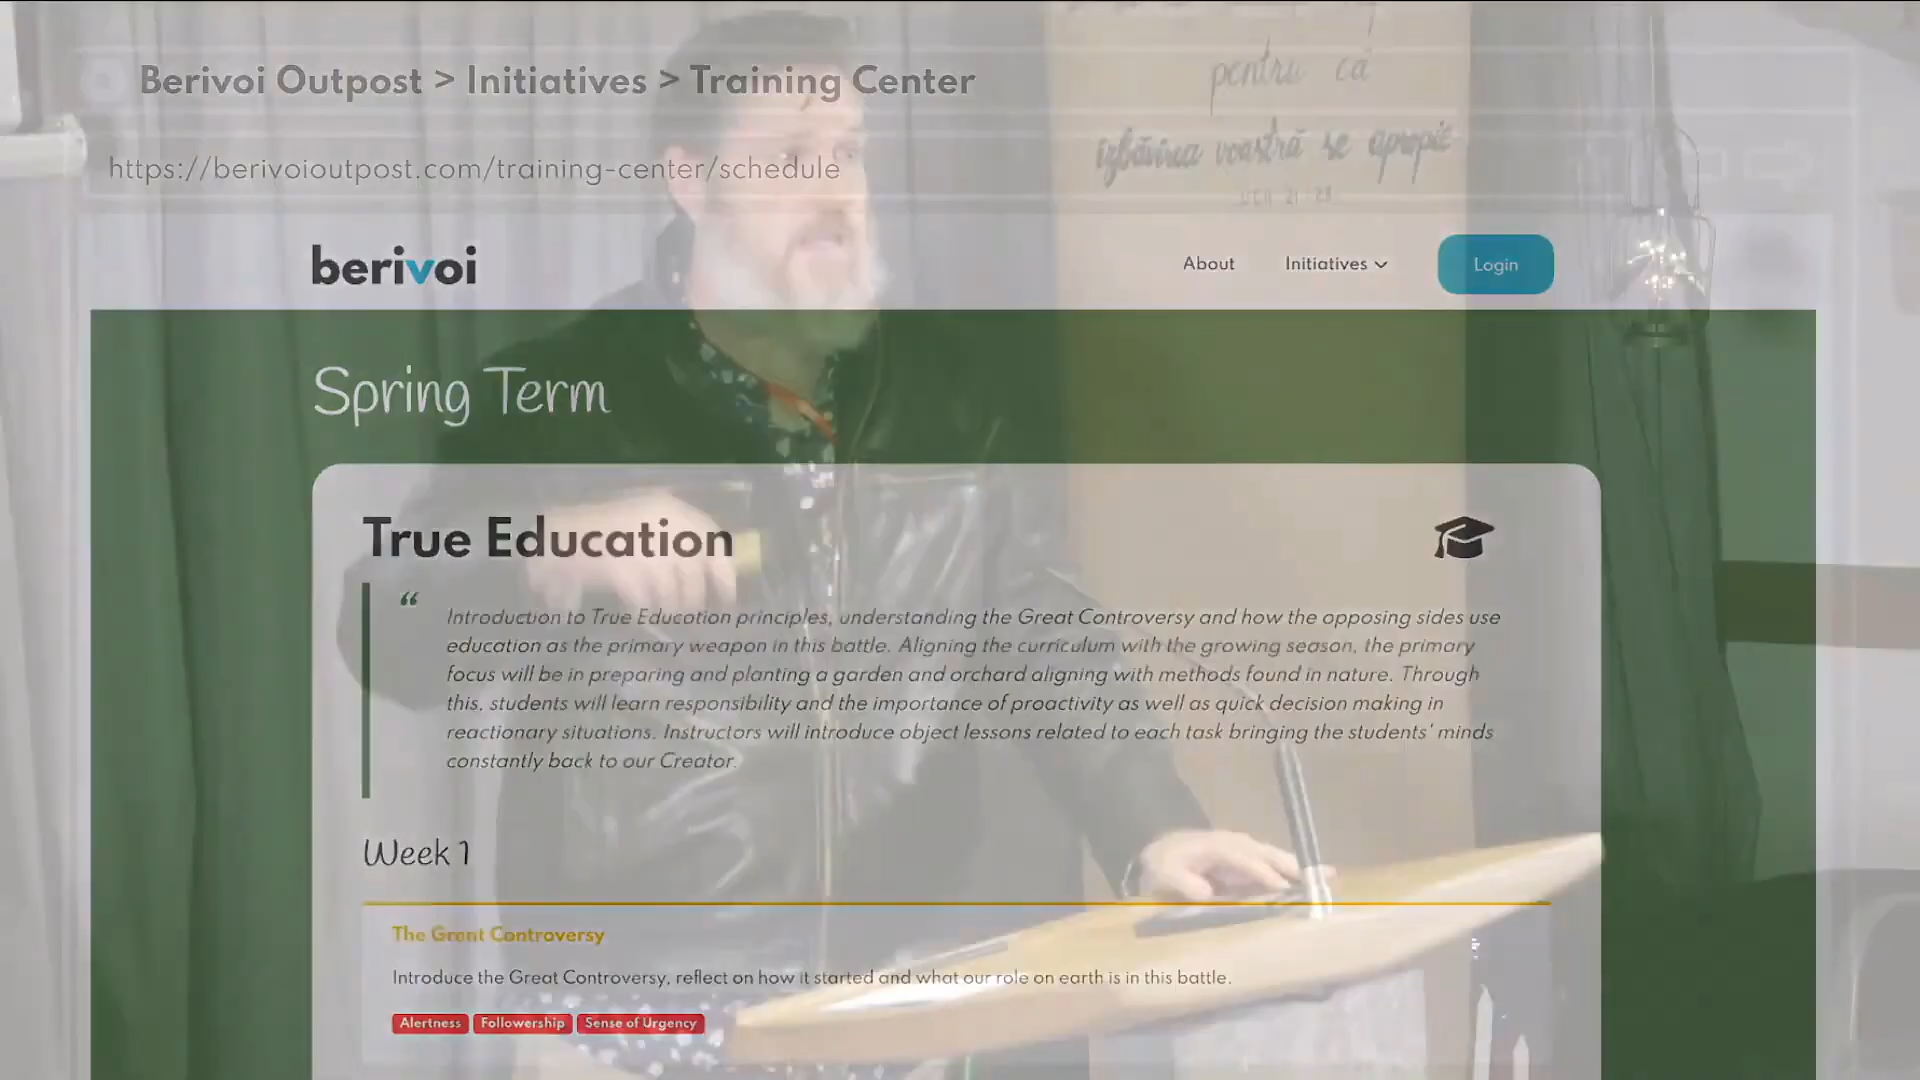 Berivoi Outpost > Initiatives > Training Center
pentru că
izbăvirea voastră se apropie
https://berivoioutpost.com/training-center/schedule
berivoi
About
Initiatives
Login
Spring Term
True Education
“
Introduction to True Education principles, understanding the Great Controversy and how the opposing sides use
education as the primary weapon in this battle. Aligning the curriculum with the growing season, the primary
focus will be in preparing and planting a garden and orchard aligning with methods found in nature. Through
this, students will learn responsibility and the importance of proactivity as well as quick decision making in
reactionary situations. Instructors will introduce object lessons related to each task bringing the students' minds
constantly back to our Creator.
Week 1
The Great Controversy
Introduce the Great Controversy, reflect on how it started and what our role on earth is in this battle.
Alertness
Followership
Sense of Urgency